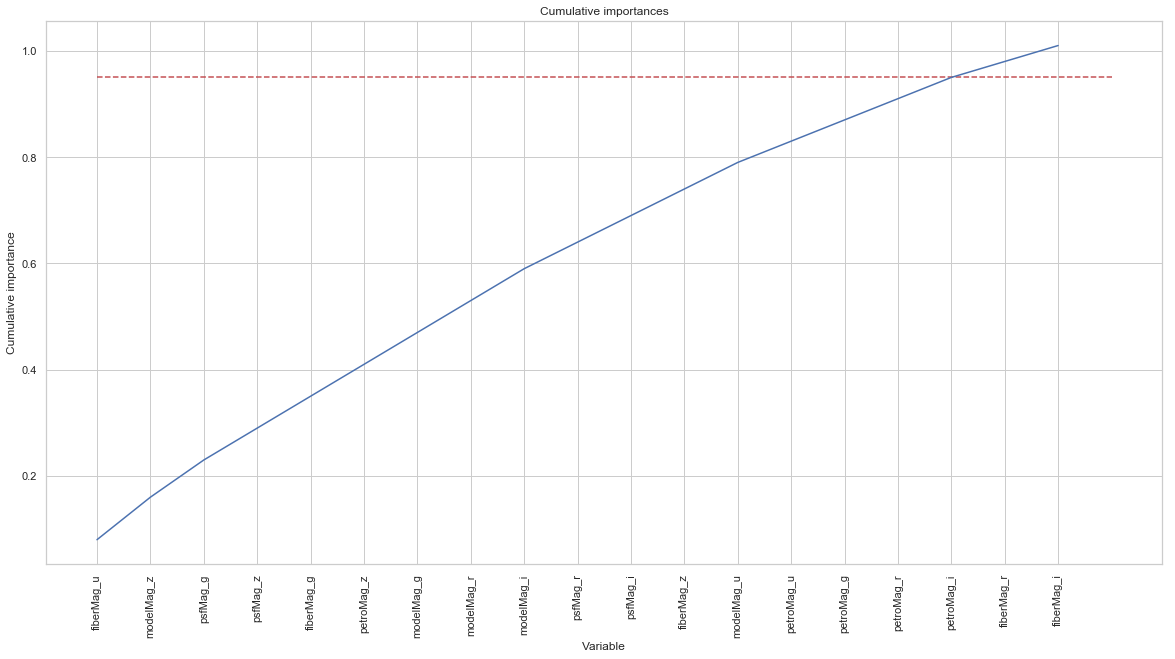 Cumulative importances
Cumulative importance
1.0
0.8
0.6
0.4
0.2
fiberMag_u
modelMag_z
psfMag_g
psfMag_z
fiberMag_g
petroMag_z
modelMag_g
modelMag_r
modelMag_i
psfMag_r
psfMag_i
fiberMag_z
modelMag_u
petroMag_u
petroMag_g
petroMag_r
petroMag_i
fiberMag_r
fiberMag_i
Variable